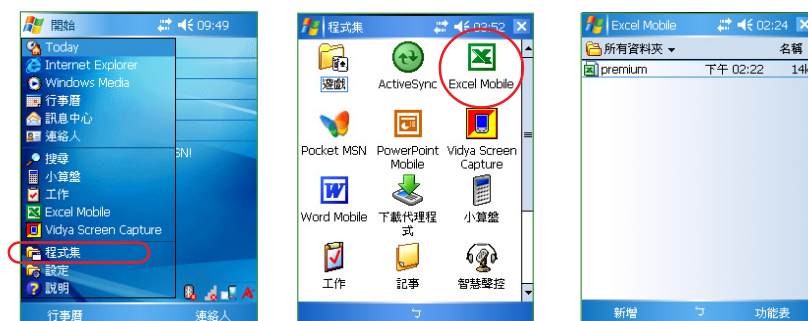 開始 09:49
Today
Internet Explorer
Windows Media
行事曆
訊息中心
連絡人
SN!
搜尋
小算盤
工作
Excel Mobile
Vidya Screen Capture
程式集
設定
說明
行事曆 連絡人
程式集 03:52
遊戲 ActiveSync Excel Mobile
Pocket MSN PowerPoint Mobile Vidya Screen Capture
Word Mobile 下載代理程式 小算盤
工作 記事 智慧聲控
Excel Mobile 02:24
所有資料夾 名稱
premium 下午 02:22 14k
新增 功能表